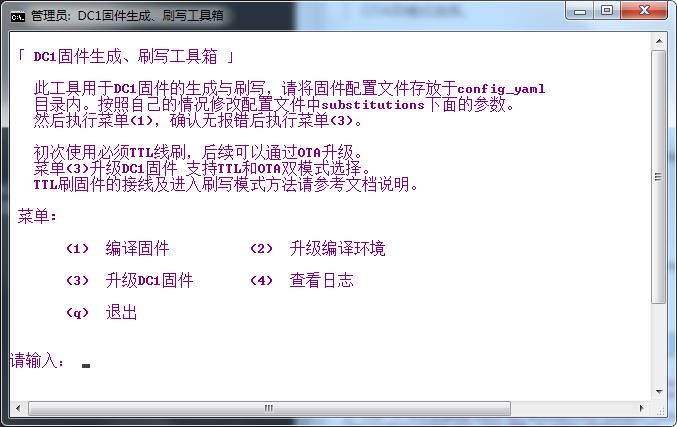 管理员: DC1固件生成、刷写工具箱
「 DC1固件生成、刷写工具箱 」
此工具用于DC1固件的生成与刷写，请将固件配置文件存放于config_yaml
目录内。按照自己的情况修改配置文件中substitutions下面的参数。
然后执行菜单(1)，确认无报错后执行菜单(3)。
初次使用必须TTL线刷，后续可以通过OTA升级。
菜单(3)升级DC1固件 支持TTL和OTA双模式选择。
TTL刷固件的接线及进入刷写模式方法请参考文档说明。
菜单：
(1) 编译固件 (2) 升级编译环境
(3) 升级DC1固件 (4) 查看日志
(q) 退出
请输入：